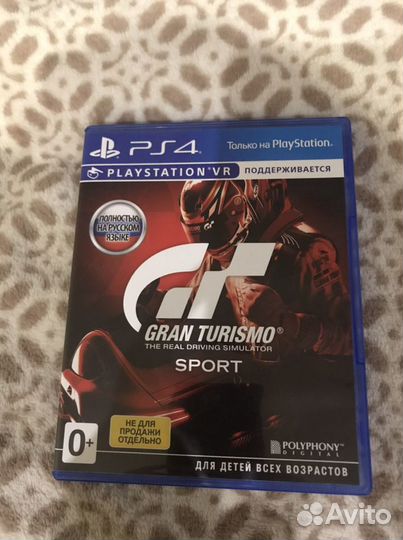 PS4
Только на PlayStation.
PLAYSTATION®VR ПОДДЕРЖИВАЕТСЯ
ПОЛНОСТЬЮ
НА РУССКОМ
ЯЗЫКЕ
GT
GRAN TURISMO®
THE REAL DRIVING SIMULATOR
SPORT
НЕ ДЛЯ
ПРОДАЖИ
ОТДЕЛЬНО
0+
POLYPHONY™
DIGITAL
ДЛЯ ДЕТЕЙ ВСЕХ ВОЗРАСТОВ
Avito